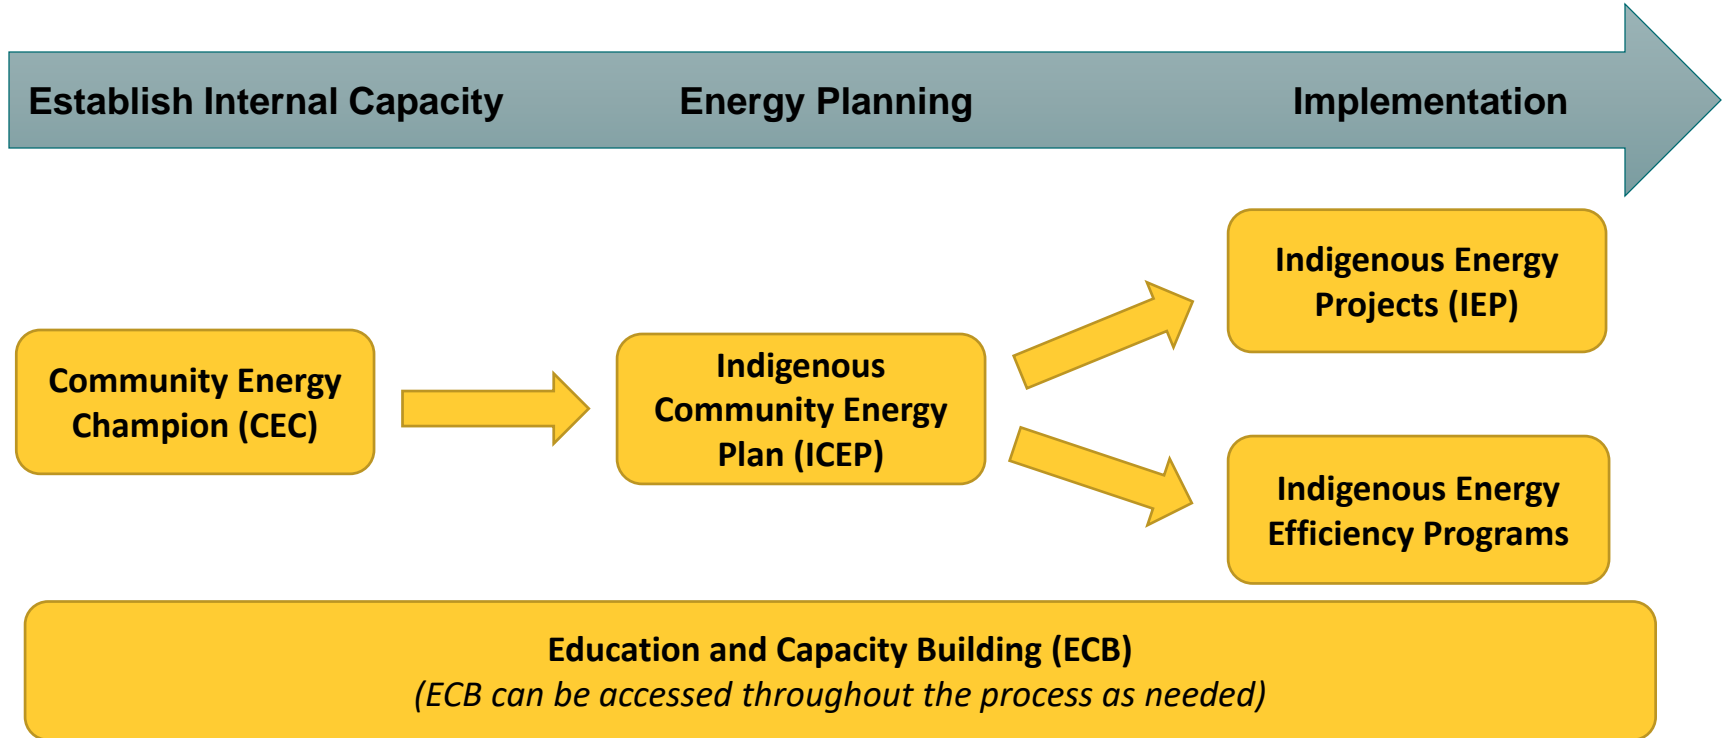 Establish Internal Capacity
Energy Planning
Implementation
Community Energy
Champion (CEC)
Indigenous
Community Energy
Plan (ICEP)
Indigenous Energy
Projects (IEP)
Indigenous Energy
Efficiency Programs
Education and Capacity Building (ECB)
(ECB can be accessed throughout the process as needed)